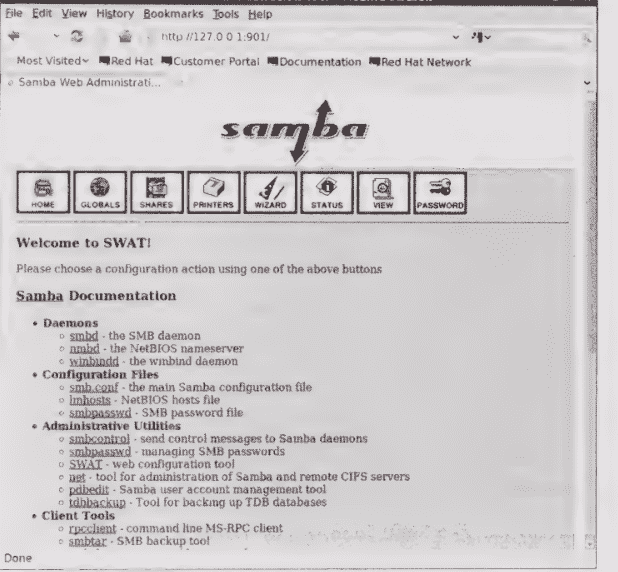 File Edit View History Bookmarks Tools Help
http //127.0 0 1:901/
Most Visited Red Hat Customer Portal Documentation Red Hat Network
Samba Web Administrati...
samba
HOME GLOBALS SHARES PRINTERS WIZARD STATUS VIEW PASSWORD
Welcome to SWAT!
Please choose a configuration action using one of the above buttons
Samba Documentation
• Daemons
◦ smbd - the SMB daemon
◦ nmbd - the NetBIOS nameserver
◦ winbindd - the winbind daemon
• Configuration Files
◦ smb.conf - the main Samba configuration file
◦ lmhosts - NetBIOS hosts file
◦ smbpasswd - SMB password file
• Administrative Utilities
◦ smbcontrol - send control messages to Samba daemons
◦ smbpasswd - managing SMB passwords
◦ SWAT - web configuration tool
◦ net - tool for administration of Samba and remote CIFS servers
◦ pdbedit - Samba user account management tool
◦ tdbbackup - Tool for backing up TDB databases
• Client Tools
◦ rpcclient - command line MS-RPC client
◦ smbtar - SMB backup tool
Done